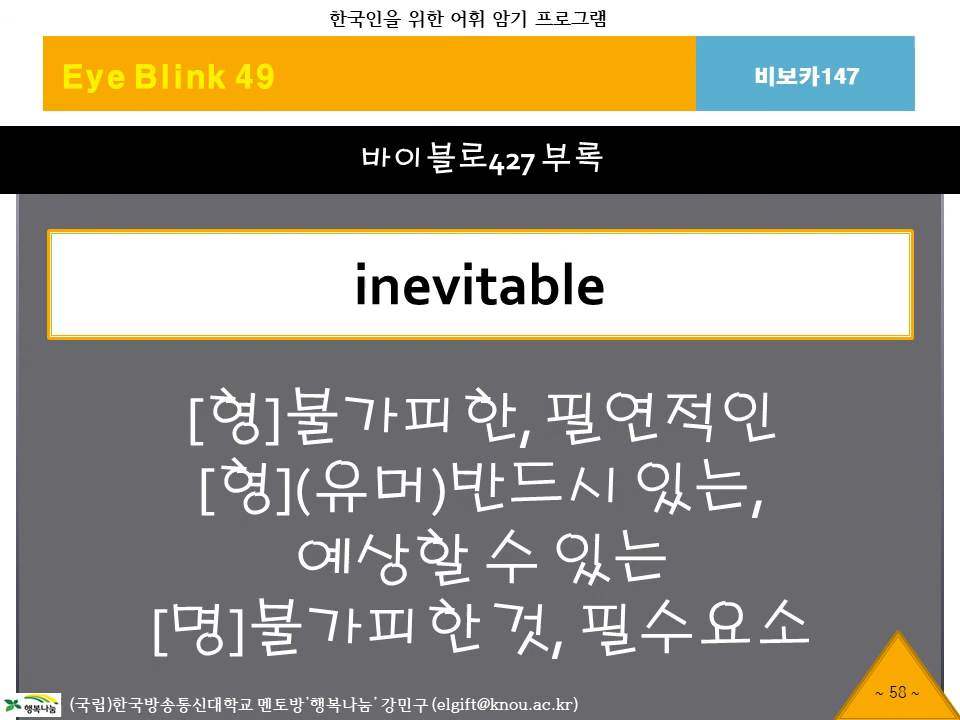 한국인을 위한 어휘 암기 프로그램
Eye Blink 49
비보카147
바이블로427 부록
inevitable
[형]불가피한, 필연적인
[형](유머)반드시 있는,
예상할 수 있는
[명]불가피한 것, 필수요소
~ 58 ~
행복나눔
(국립)한국방송통신대학교 멘토방'행복나눔' 강민구 (elgift@knou.ac.kr)